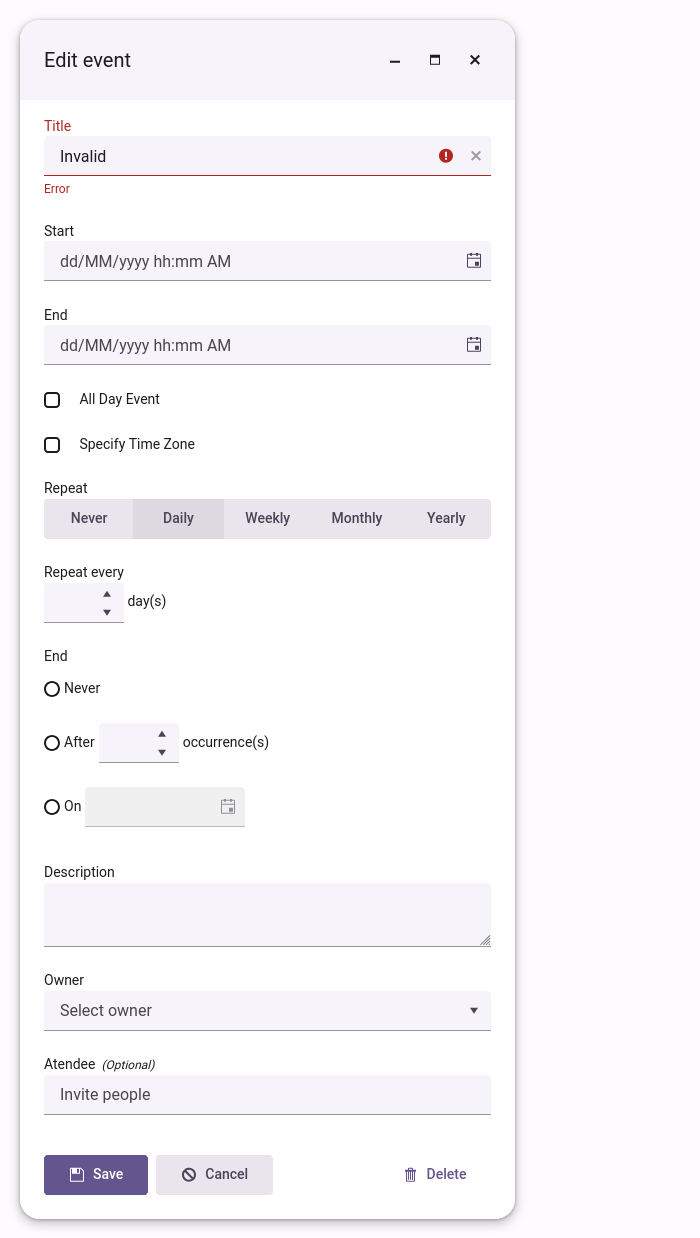 Edit event
Title
Invalid
Error
Start
dd/MM/yyyy hh:mm AM
End
dd/MM/yyyy hh:mm AM
All Day Event
Specify Time Zone
Repeat
Never Daily Weekly Monthly Yearly
Repeat every
day(s)
End
Never
After occurrence(s)
On
Description
Owner
Select owner
Atendee (Optional)
Invite people
Save Cancel Delete